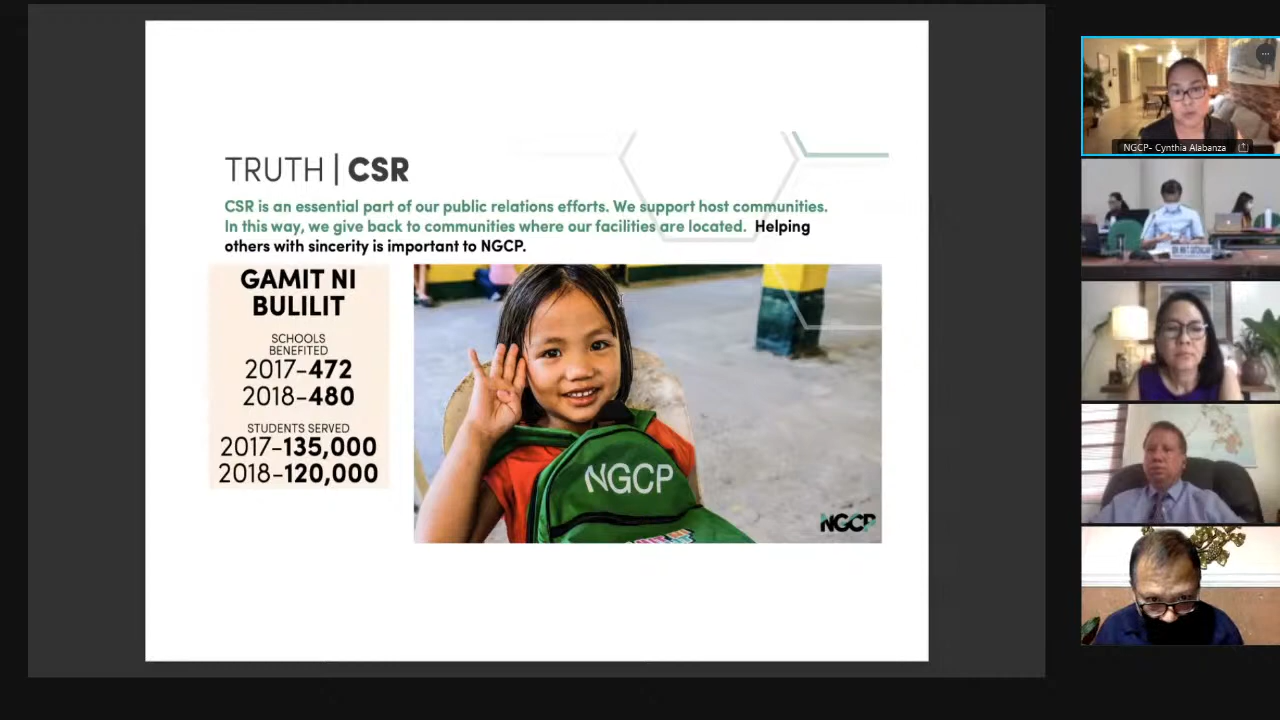 TRUTH | CSR
CSR is an essential part of our public relations efforts. We support host communities.
In this way, we give back to communities where our facilities are located. Helping
others with sincerity is important to NGCP.
GAMIT NI
BULILIT
SCHOOLS
BENEFITED
2017-472
2018-480
STUDENTS SERVED
2017-135,000
2018-120,000
NGCP
NGCP
NGCP- Cynthia Alabanza